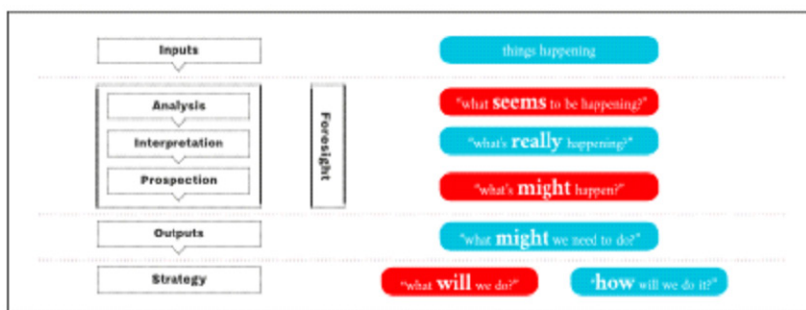 Inputs
things happening
Analysis
"what seems to be happening?"
Interpretation
"what's really happening?"
Foresight
Prospection
"what's might happen?"
Outputs
"what might we need to do?"
Strategy
"what will we do?"
"how will we do it?"